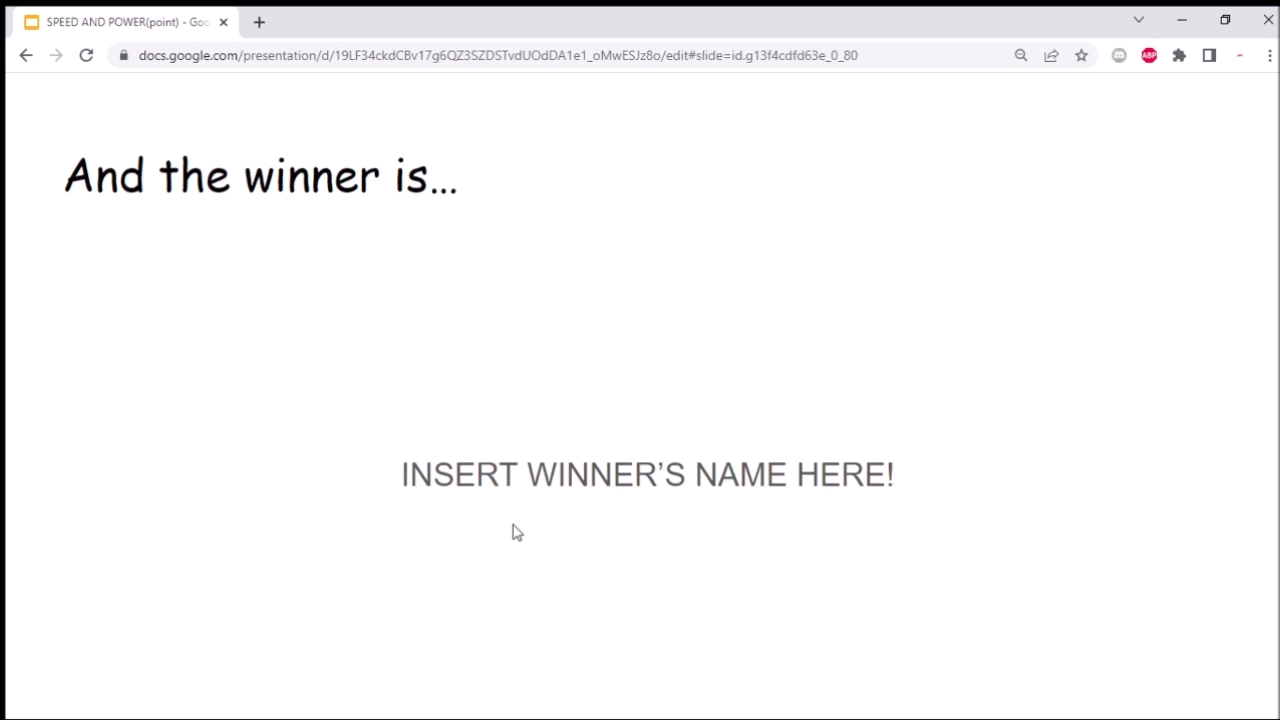 SPEED AND POWER(point) - Goo
docs.google.com/presentation/d/19LF34ckdCBv17g6QZ3SZDSTvdUOdDA1e1_oMwESJz8o/edit#slide=id.g13f4cdfd63e_0_80
ABP
And the winner is…
INSERT WINNER’S NAME HERE!